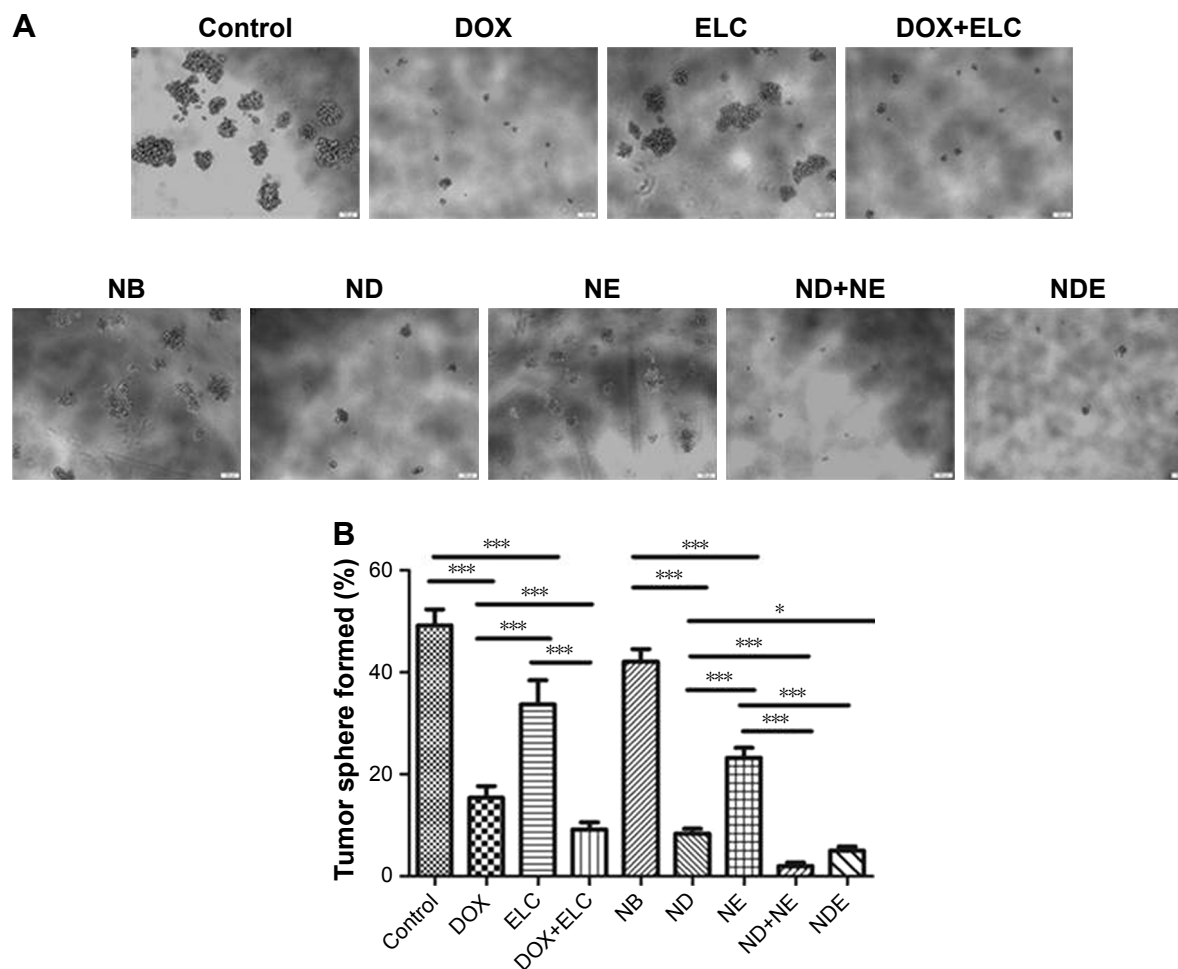 A
Control DOX ELC DOX+ELC
NB ND NE ND+NE NDE
B
*** ***
*** ***
*** *
*** ***
*** ***
***
***
Tumor sphere formed (%)
60
40
20
0
Control DOX ELC DOX+ELC NB ND NE ND+NE NDE